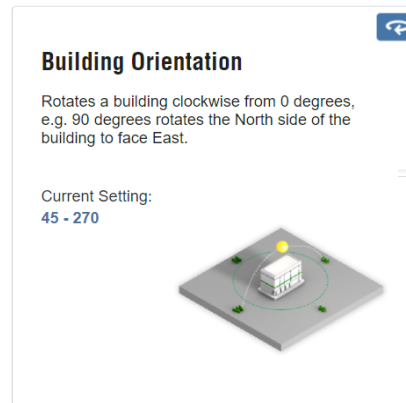 Building Orientation
Rotates a building clockwise from 0 degrees,
e.g. 90 degrees rotates the North side of the
building to face East.
Current Setting:
45 - 270